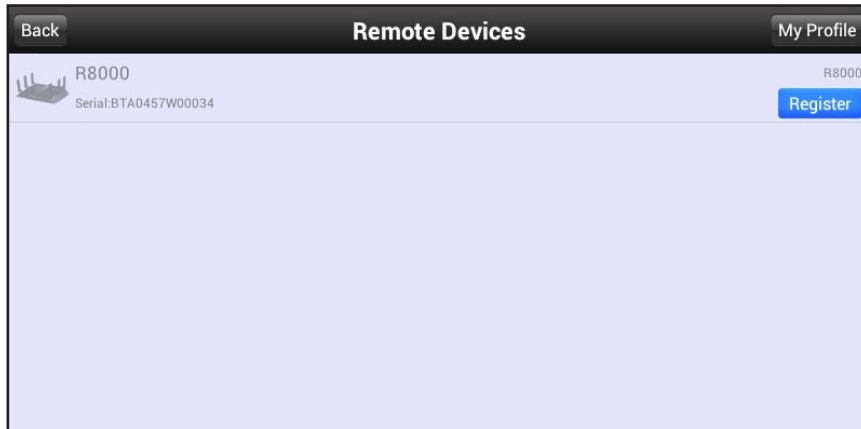 Back Remote Devices My Profile
R8000 R8000
Serial:BTA0457W00034 Register